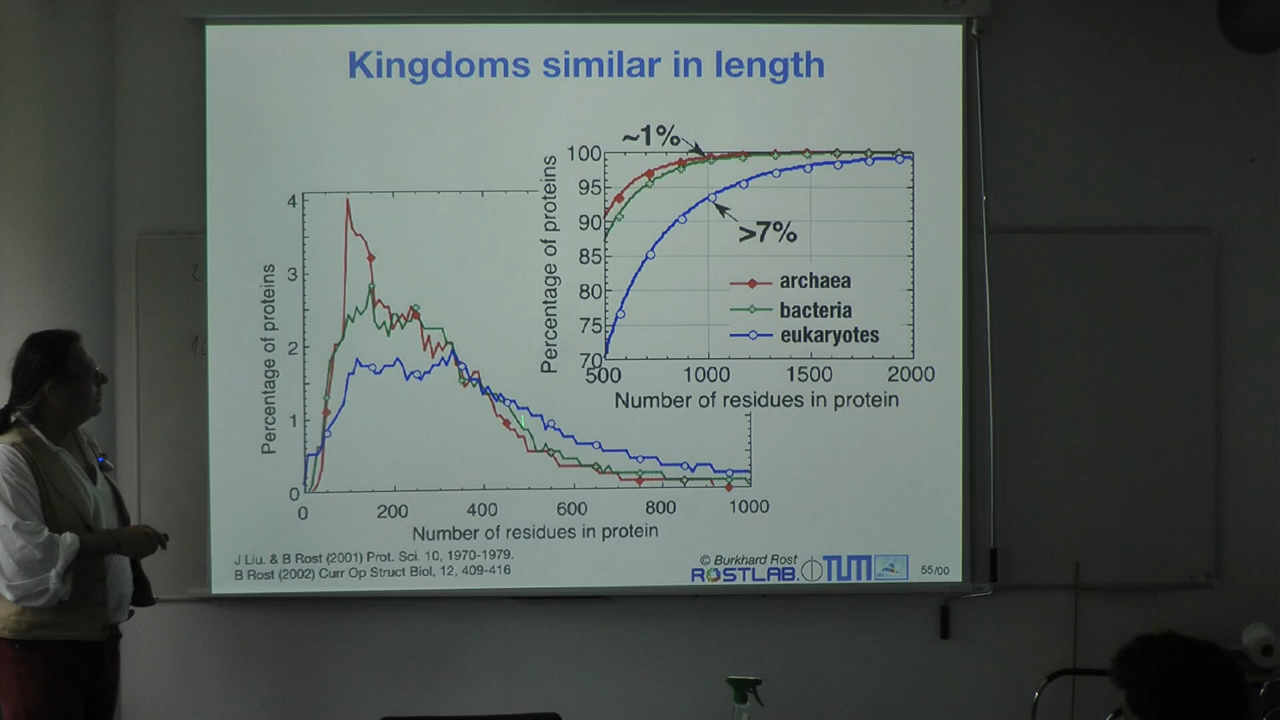 Kingdoms similar in length
4
3
2
1
0
Percentage of proteins
0 200 400 600 800 1000
Number of residues in protein
100
95
90
85
80
75
70
Percentage of proteins
500 1000 1500 2000
Number of residues in protein
~1%
>7%
archaea
bacteria
eukaryotes
J Liu. & B Rost (2001) Prot. Sci. 10, 1970-1979.
B Rost (2002) Curr Op Struct Biol, 12, 409-416
© Burkhard Rost
ROSTLAB. TUM
55/00